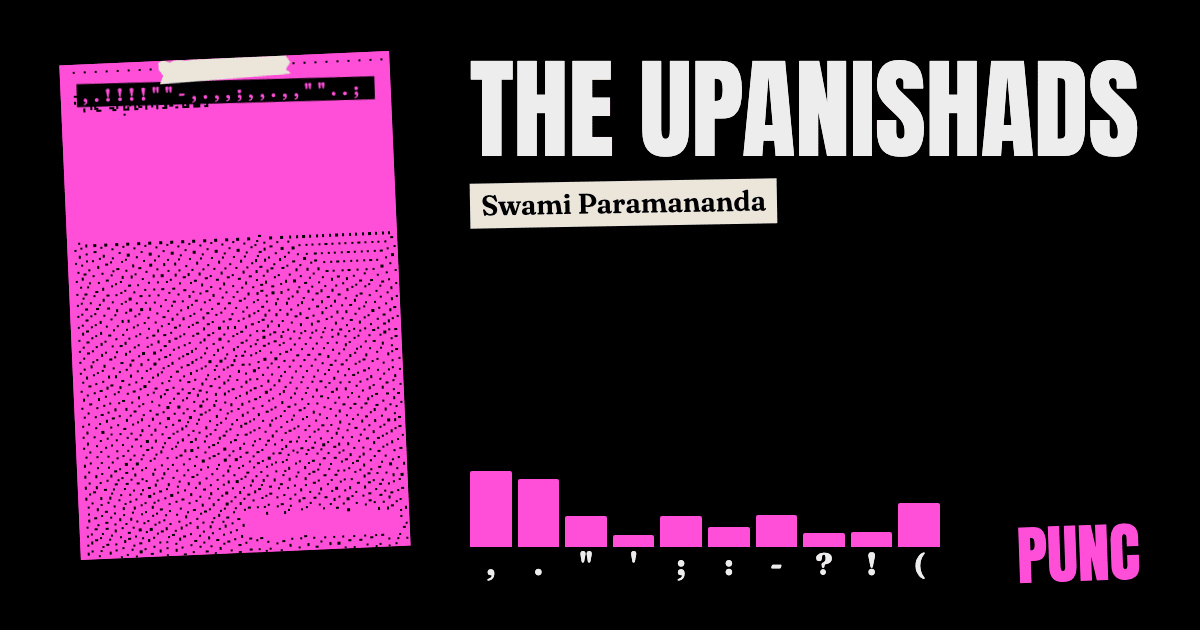 ,.!!!!""-,.,,;,,.,,""..;
THE UPANISHADS
Swami Paramananda
, . " ' ; : - ? ! (
PUNC